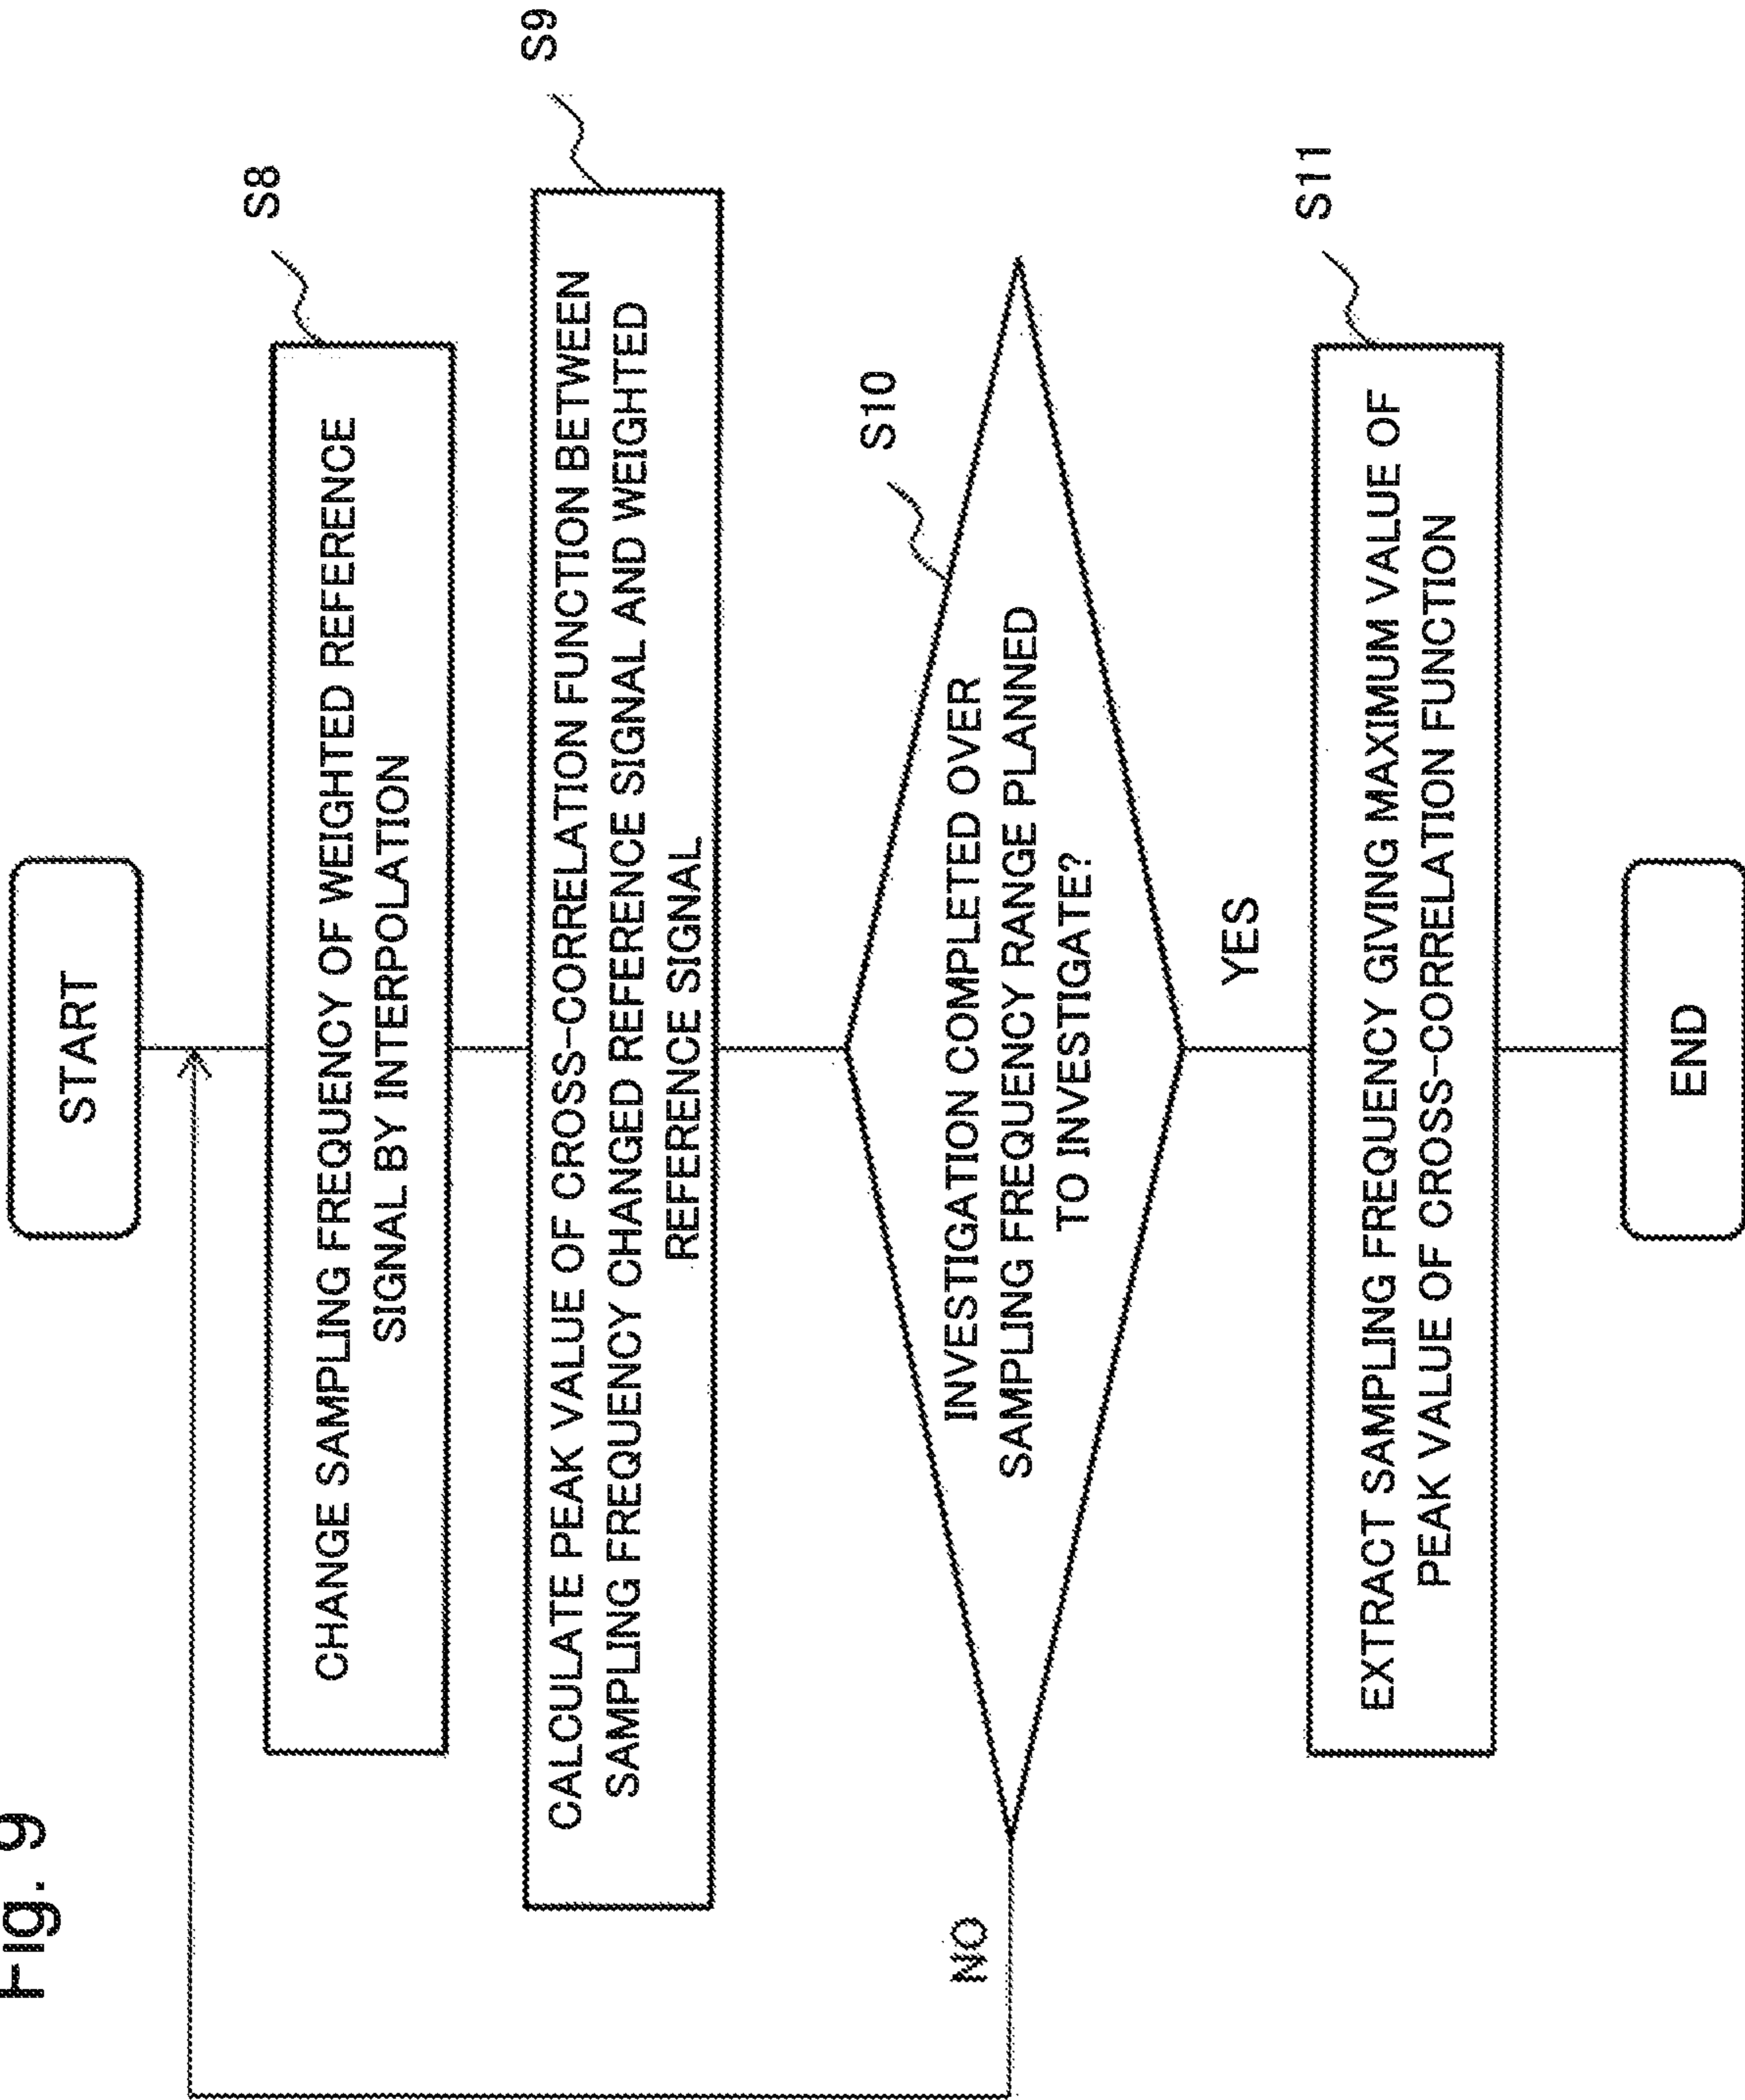 Fig. 9
START
S8
CHANGE SAMPLING FREQUENCY OF WEIGHTED REFERENCE
SIGNAL BY INTERPOLATION
S9
CALCULATE PEAK VALUE OF CROSS-CORRELATION FUNCTION BETWEEN
SAMPLING FREQUENCY CHANGED REFERENCE SIGNAL AND WEIGHTED
REFERENCE SIGNAL
S10
INVESTIGATION COMPLETED OVER
SAMPLING FREQUENCY RANGE PLANNED
TO INVESTIGATE?
NO
YES
S11
EXTRACT SAMPLING FREQUENCY GIVING MAXIMUM VALUE OF
PEAK VALUE OF CROSS-CORRELATION FUNCTION
END